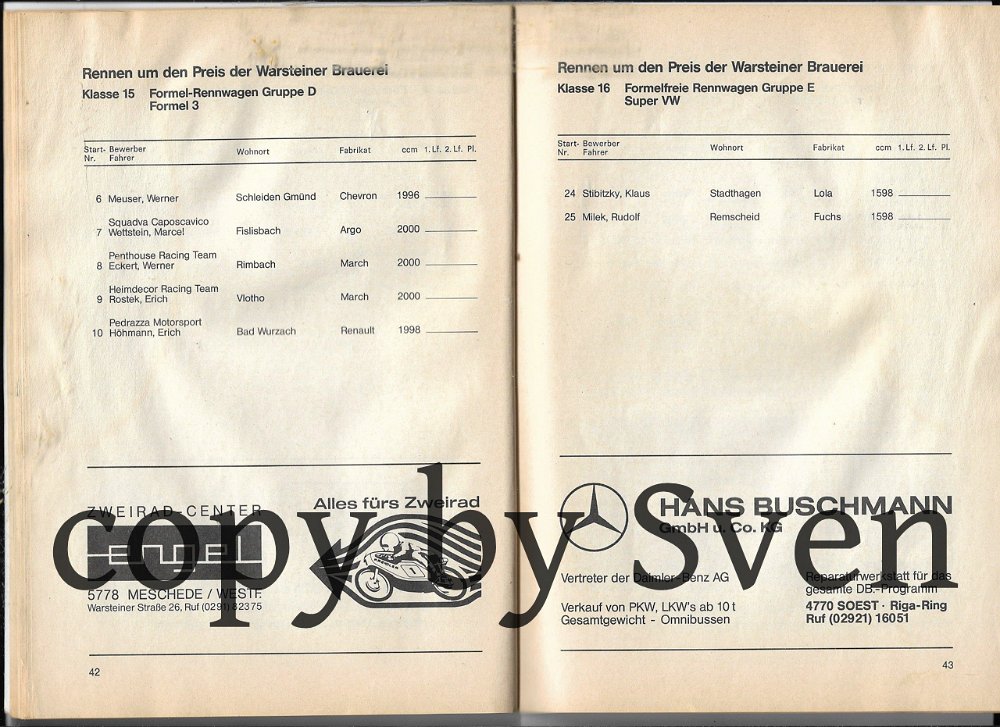 Rennen um den Preis der Warsteiner Brauerei
Klasse 15 Formel-Rennwagen Gruppe D
Formel 3
Start- Bewerber Wohnort Fabrikat ccm 1. Lf. 2. Lf. Pl.
Nr. Fahrer
6 Meuser, Werner Schleiden Gmünd Chevron 1996
Squadva Caposcavico
7 Wettstein, Marcel Fislisbach Argo 2000
Penthouse Racing Team
8 Eckert, Werner Rimbach March 2000
Heimdecor Racing Team
9 Rostek, Erich Vlotho March 2000
Pedrazza Motorsport
10 Höhmann, Erich Bad Wurzach Renault 1998
ZWEIRAD-CENTER
engel
5778 MESCHEDE / WESTF.
Warsteiner Straße 26, Ruf (0291) 82375
Alles fürs Zweirad
1
42
Rennen um den Preis der Warsteiner Brauerei
Klasse 16 Formelfreie Rennwagen Gruppe E
Super VW
Start- Bewerber Wohnort Fabrikat ccm 1. Lf. 2. Lf. Pl.
Nr. Fahrer
24 Stibitzky, Klaus Stadthagen Lola 1598
25 Milek, Rudolf Remscheid Fuchs 1598
HANS BUSCHMANN
GmbH u. Co. KG
Vertreter der Daimler-Benz AG
Verkauf von PKW, LKW's ab 10 t
Gesamtgewicht - Omnibussen
Reparaturwerkstatt für das
gesamte DB.-Programm
4770 SOEST · Riga-Ring
Ruf (02921) 16051
43
copy by Sven